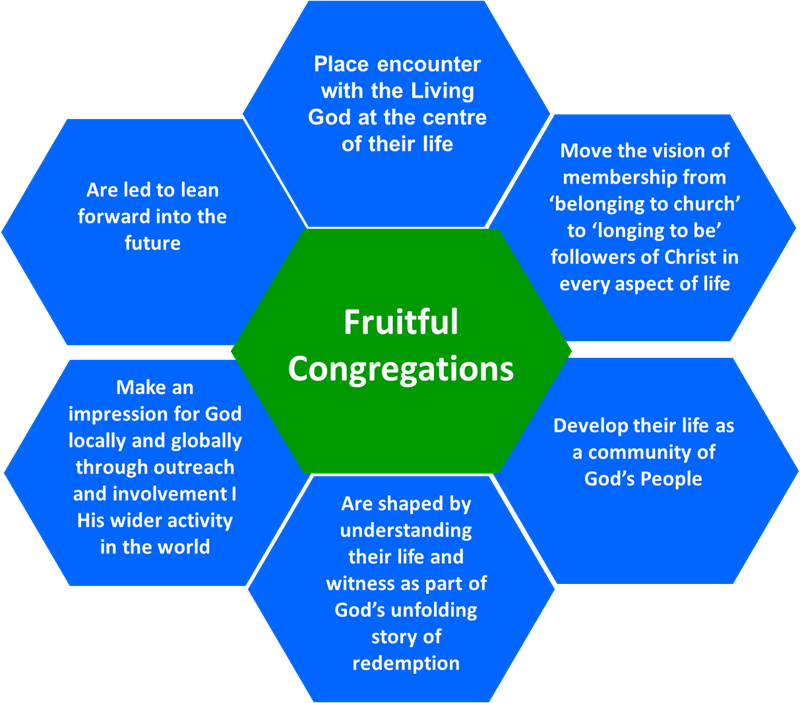 Place encounter
with the Living
God at the centre
of their life
Move the vision of
membership from
‘belonging to church’
to ‘longing to be’
followers of Christ in
every aspect of life
Are led to lean
forward into the
future
Fruitful
Congregations
Make an
impression for God
locally and globally
through outreach
and involvement I
His wider activity
in the world
Develop their life as
a community of
God’s People
Are shaped by
understanding
their life and
witness as part of
God’s unfolding
story of
redemption